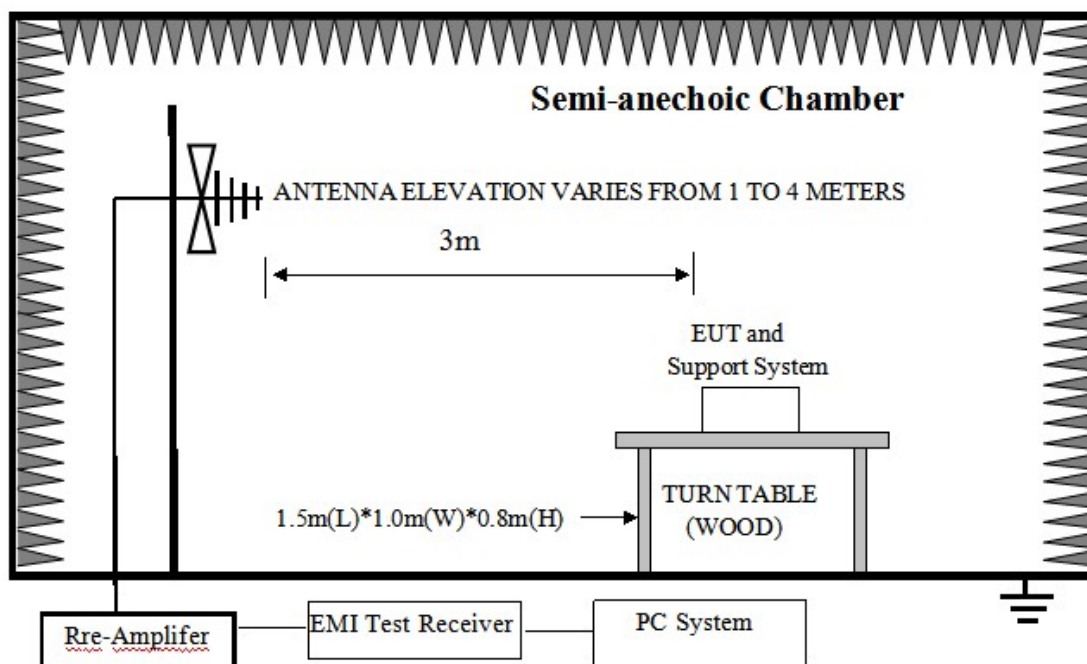 Semi-anechoic Chamber
ANTENNA ELEVATION VARIES FROM 1 TO 4 METERS
3m
EUT and
Support System
1.5m(L)*1.0m(W)*0.8m(H)
TURN TABLE
(WOOD)
Rre-Amplifer
EMI Test Receiver
PC System